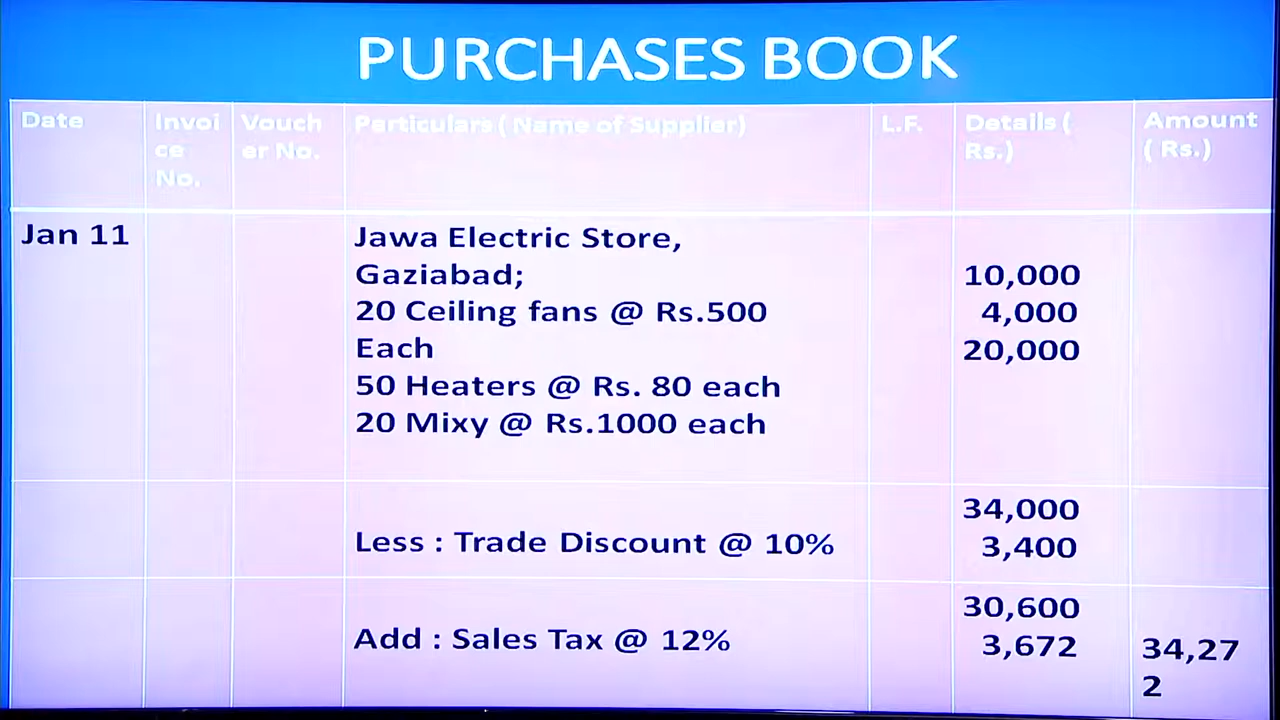 PURCHASES BOOK
Date Invoi Vouch Particulars ( Name of Supplier) L.F. Details ( Amount
ce er No. Rs.) ( Rs.)
No.
Jan 11 Jawa Electric Store,
Gaziabad; 10,000
20 Ceiling fans @ Rs.500 4,000
Each 20,000
50 Heaters @ Rs. 80 each
20 Mixy @ Rs.1000 each
34,000
Less : Trade Discount @ 10% 3,400
30,600
Add : Sales Tax @ 12% 3,672 34,27
2